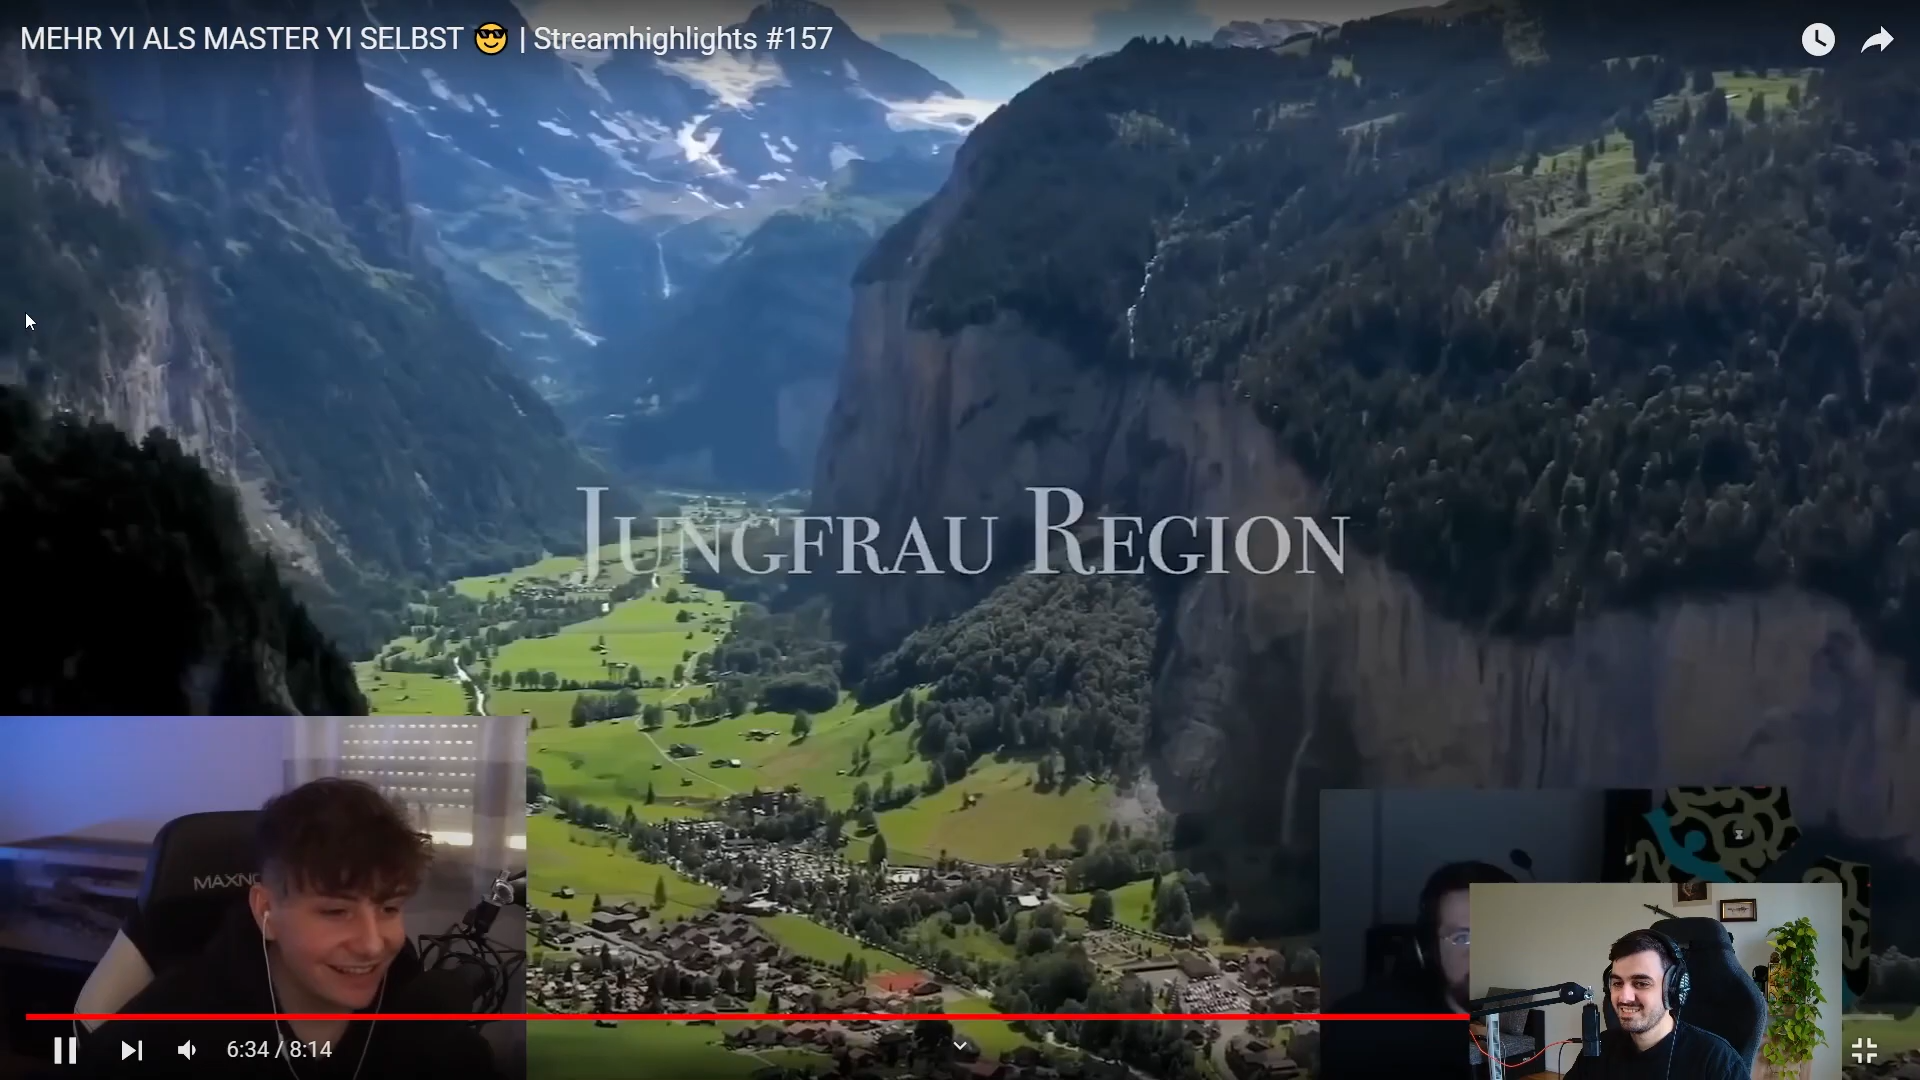 MEHR YI ALS MASTER YI SELBST 😎 | Streamhighlights #157
JUNGFRAU REGION
MAXNO
6:34 / 8:14